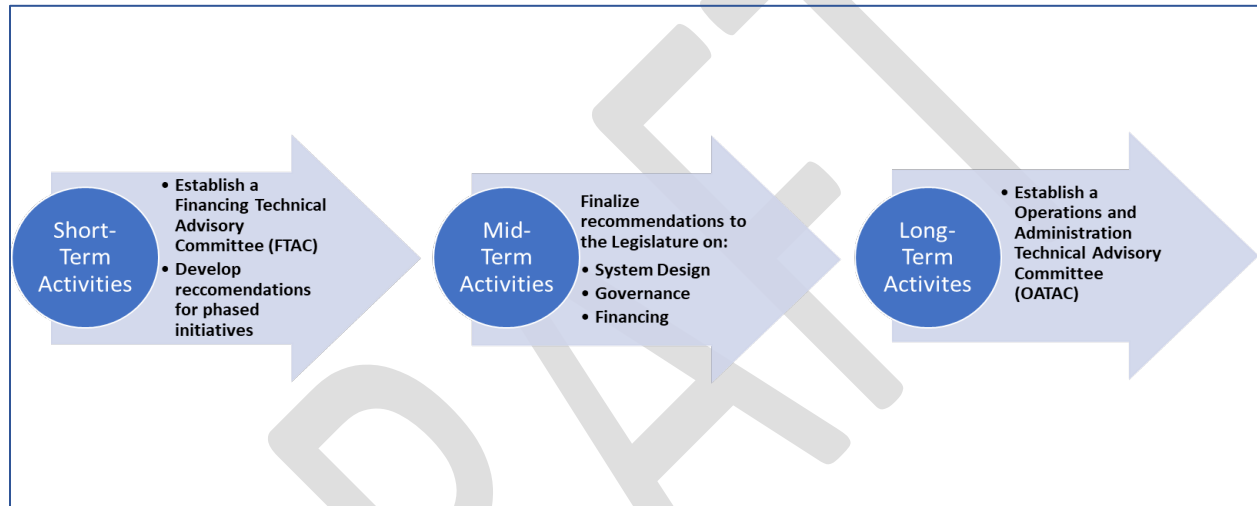 Short-
Term
Activities
• Establish a
Financing Technical
Advisory
Committee (FTAC)
• Develop
reccomendations
for phased
initiatives
Mid-
Term
Activities
Finalize
recommendations to
the Legislature on:
• System Design
• Governance
• Financing
Long-
Term
Activites
• Establish a
Operations and
Administration
Technical Advisory
Committee
(OATAC)
DRAFT